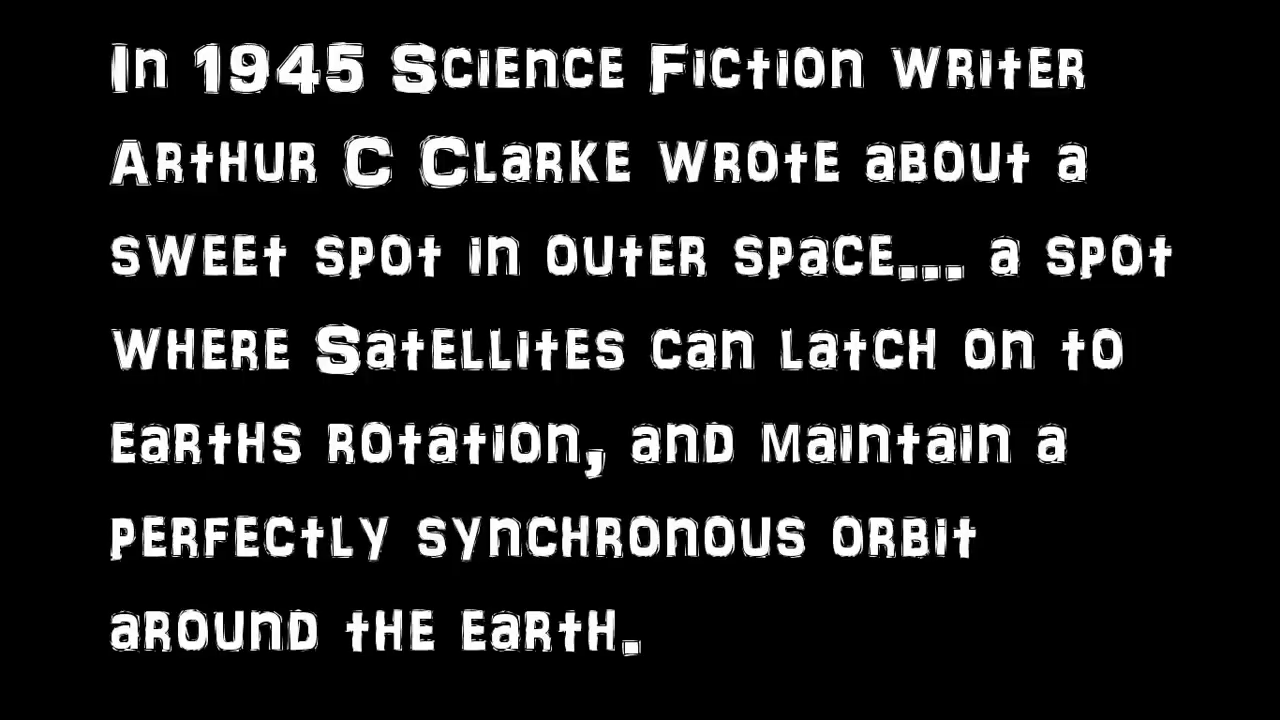 In 1945 Science Fiction writer
Arthur C Clarke wrote about a
sweet spot in outer space... a spot
where Satellites can latch on to
earths rotation, and maintain a
perfectly synchronous orbit
around the earth.